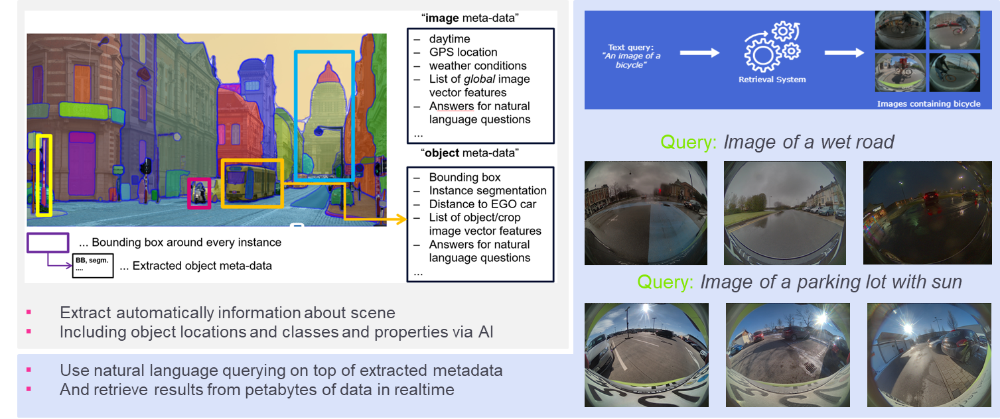 “image meta-data”
– daytime
– GPS location
– weather conditions
– List of global image
vector features
– Answers for natural
language questions
...
“object meta-data”
– Bounding box
– Instance segmentation
– Distance to EGO car
– List of object/crop
image vector features
– Answers for natural
language questions
...
... Bounding box around every instance
BB, segm.
....
... Extracted object meta-data
▪ Extract automatically information about scene
▪ Including object locations and classes and properties via AI
▪ Use natural language querying on top of extracted metadata
▪ And retrieve results from petabytes of data in realtime
Text query:
“An image of a
bicycle”
Retrieval System
Images containing bicycle
Query: Image of a wet road
Query: Image of a parking lot with sun